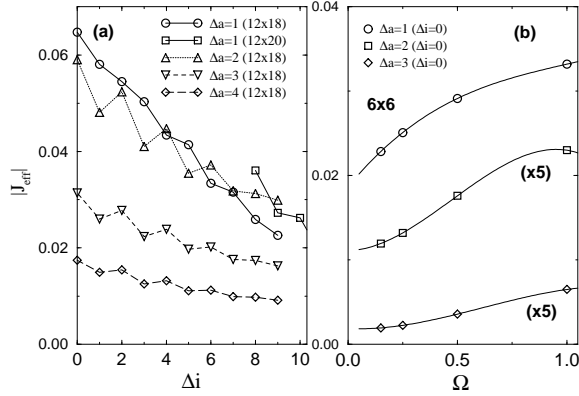 (a)
Δa=1 (12x18)
Δa=1 (12x20)
Δa=2 (12x18)
Δa=3 (12x18)
Δa=4 (12x18)
|J_eff|
0.06
0.04
0.02
0.00
0 2 4 6 8 10
Δi
(b)
Δa=1 (Δi=0)
Δa=2 (Δi=0)
Δa=3 (Δi=0)
6x6
(x5)
(x5)
0.04
0.02
0.00
0.0 0.5 1.0
Ω